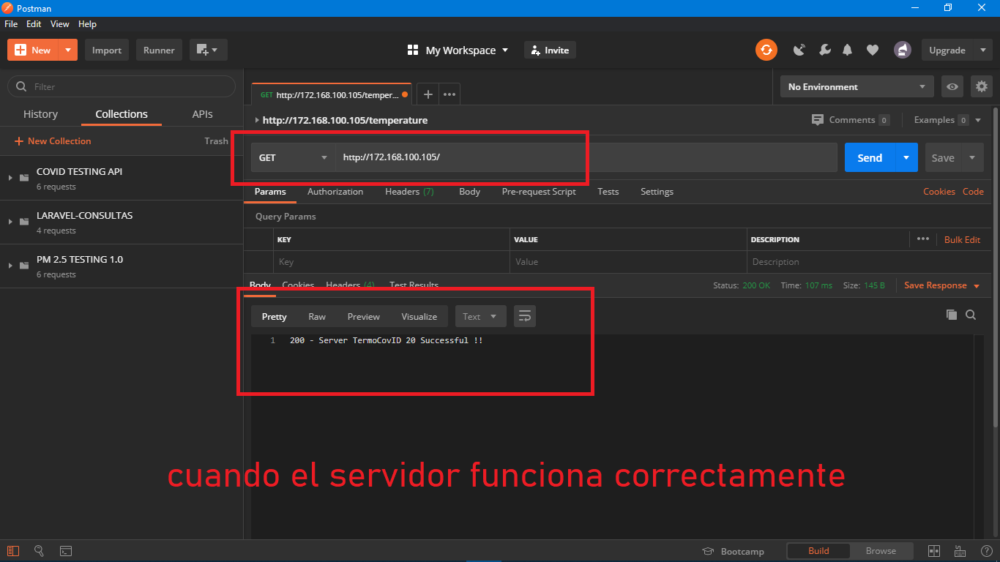 Postman
File Edit View Help
New Import Runner My Workspace Invite Upgrade
Filter
History Collections APIs
New Collection Trash
COVID TESTING API
6 requests
LARAVEL-CONSULTAS
4 requests
PM 2.5 TESTING 1.0
6 requests
GET http://172.168.100.105/temper... No Environment
http://172.168.100.105/temperature Comments 0 Examples 0
GET http://172.168.100.105/ Send Save
Params Authorization Headers (7) Body Pre-request Script Tests Settings Cookies Code
Query Params
KEY VALUE DESCRIPTION Bulk Edit
Key Value Description
Body Cookies Headers (4) Test Results Status: 200 OK Time: 107 ms Size: 145 B Save Response
Pretty Raw Preview Visualize Text
1 200 - Server TermoCovID 20 Successful !!
cuando el servidor funciona correctamente
Bootcamp Build Browse